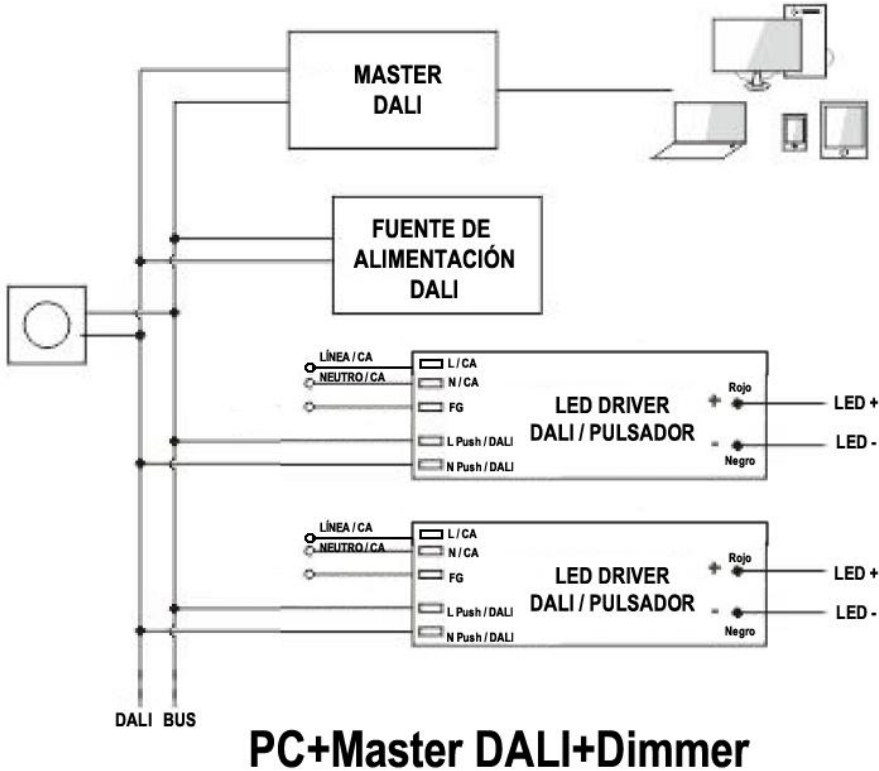 MASTER
DALI
FUENTE DE
ALIMENTACIÓN
DALI
LÍNEA / CA
NEUTRO / CA
L / CA
N / CA
FG
L Push / DALI
N Push / DALI
LED DRIVER
DALI / PULSADOR
+ Rojo
- Negro
LED +
LED -
LÍNEA / CA
NEUTRO / CA
L / CA
N / CA
FG
L Push / DALI
N Push / DALI
LED DRIVER
DALI / PULSADOR
+ Rojo
- Negro
LED +
LED -
DALI BUS
PC+Master DALI+Dimmer